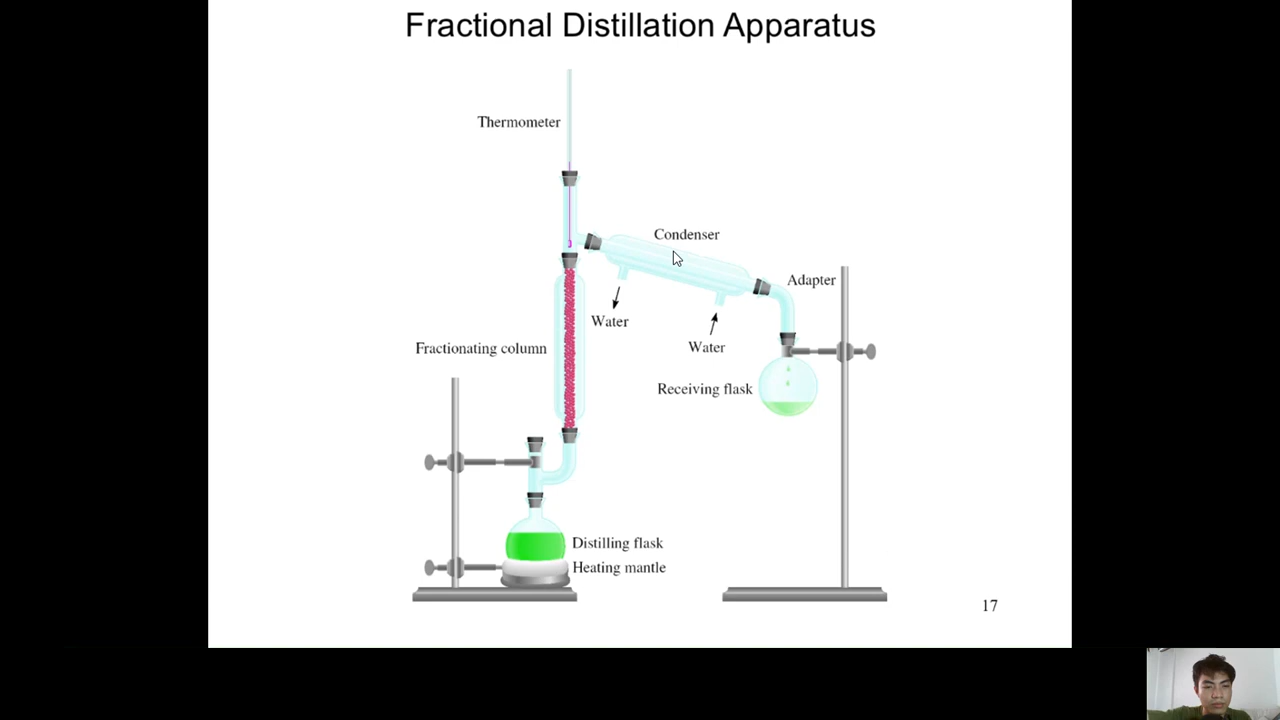 Fractional Distillation Apparatus
Thermometer
Condenser
Adapter
Water
Water
Fractionating column
Receiving flask
Distilling flask
Heating mantle
17